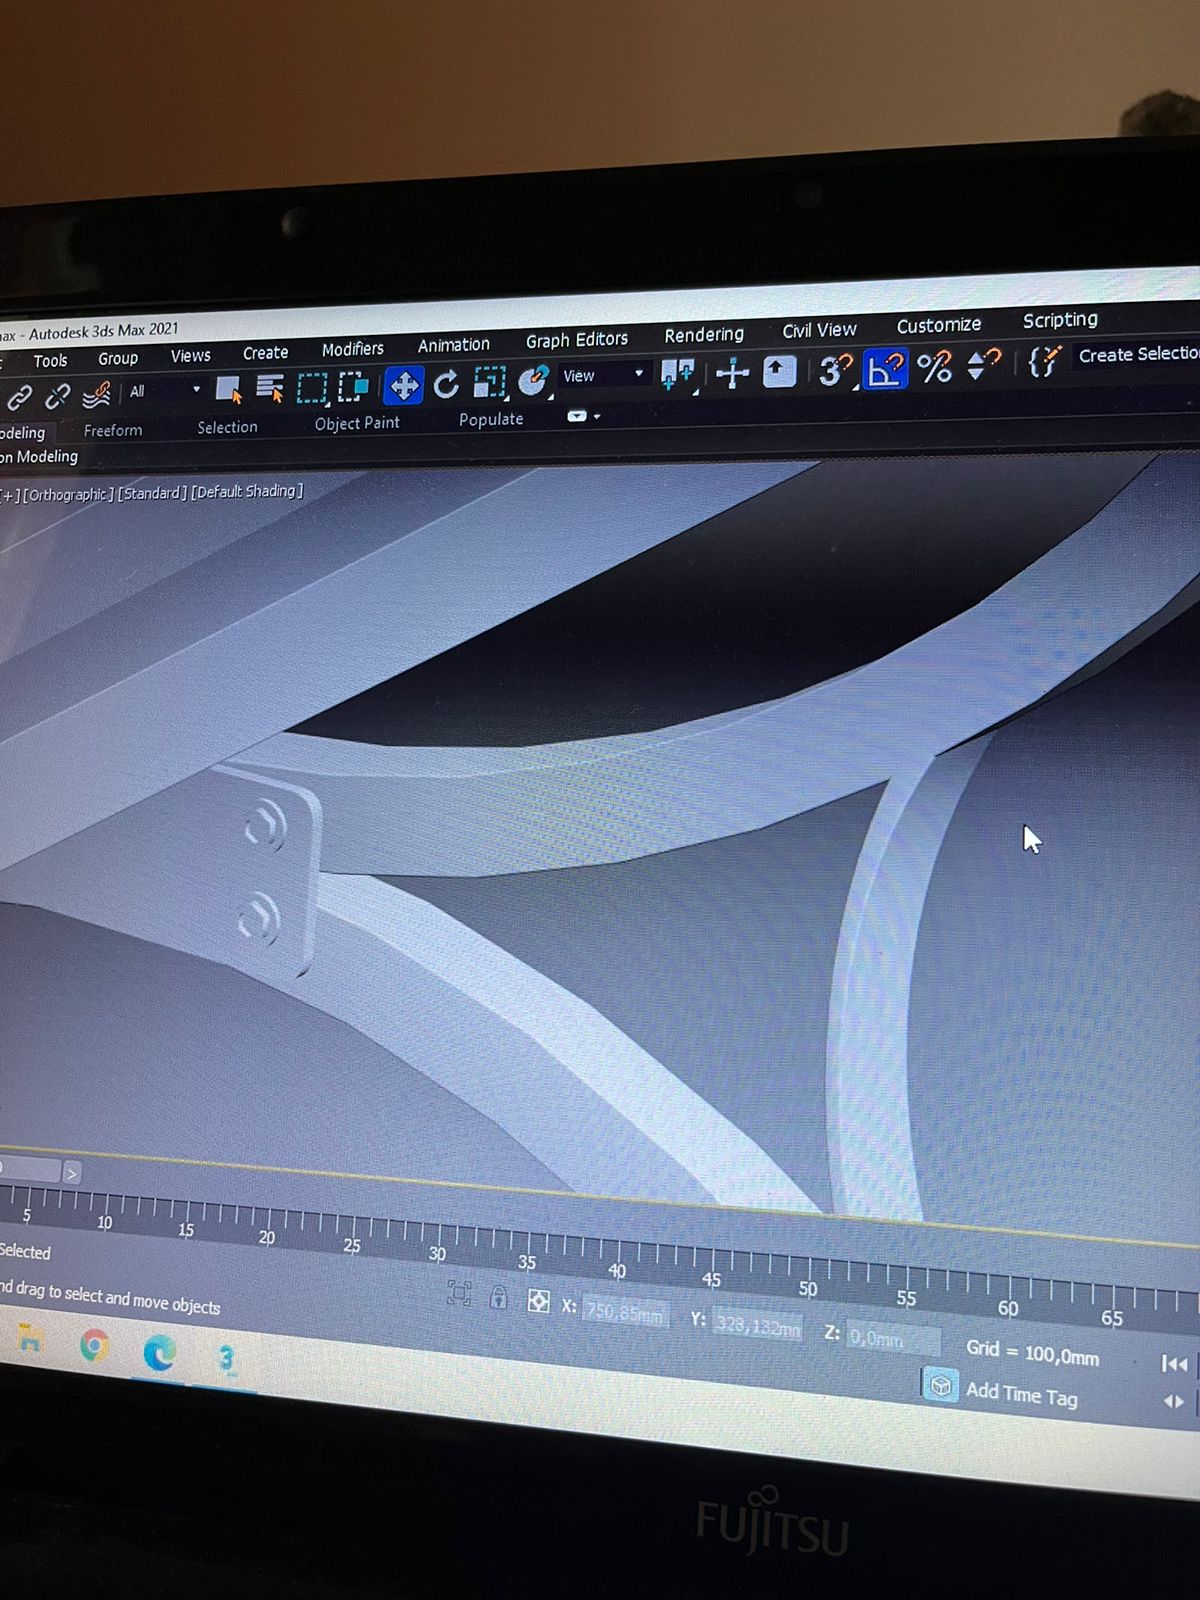 ax - Autodesk 3ds Max 2021
Tools Group Views Create Modifiers Animation Graph Editors Rendering Civil View Customize Scripting
All View 3 % Create Selectio
odeling Freeform Selection Object Paint Populate
on Modeling
[+] [Orthographic] [Standard] [Default Shading]
>
5 10 15 20 25 30 35 40 45 50 55 60 65
Selected
nd drag to select and move objects
X: 750,85mm Y: 328,132mm Z: 0,0mm Grid = 100,0mm
Add Time Tag
3
FUJITSU